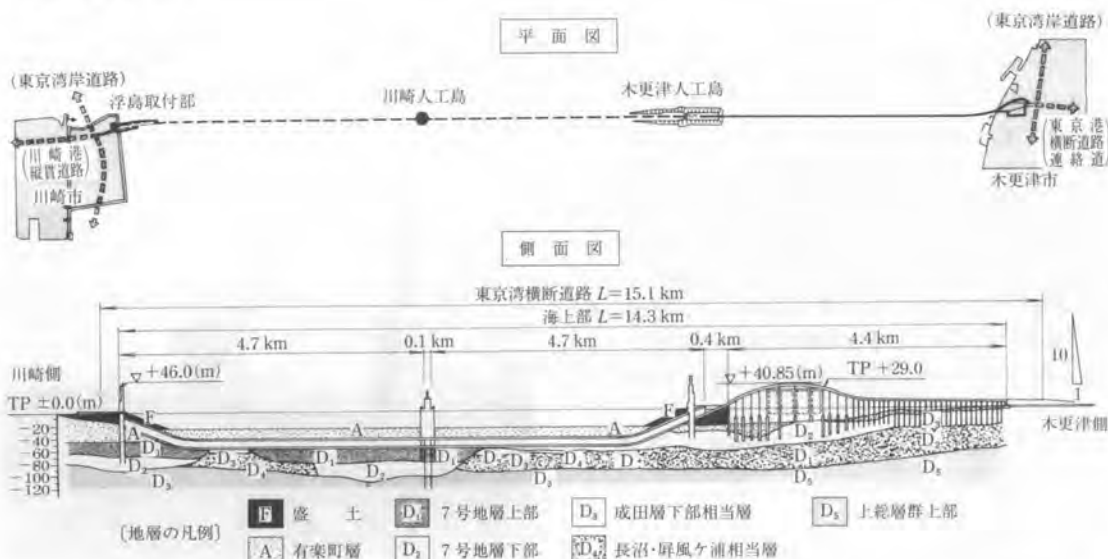 平面図
(東京湾岸道路)
浮島取付部
川崎人工島
木更津人工島
(東京湾岸道路)
(川崎港
縦貫道路)
川崎市
東京港
横断道路
連絡道
木更津市
側面図
東京湾横断道路 L=15.1 km
海上部 L=14.3 km
4.7 km 0.1 km 4.7 km 0.4 km 4.4 km
川崎側
+46.0(m) +40.85(m) TP +29.0
10
1
TP ±0.0(m)
木更津側
-20
-40
-60
-80
-100
-120
F A D₁ D₂ D₃
A D₃ D₄ D₁ D₂
F A D₃ D₄ D₅
〔地層の凡例〕
F 盛土 D₁ 7号地層上部 D₃ 成田層下部相当層 D₅ 上総層群上部
A 有楽町層 D₂ 7号地層下部 D₄ 長沼・屏風ケ浦相当層